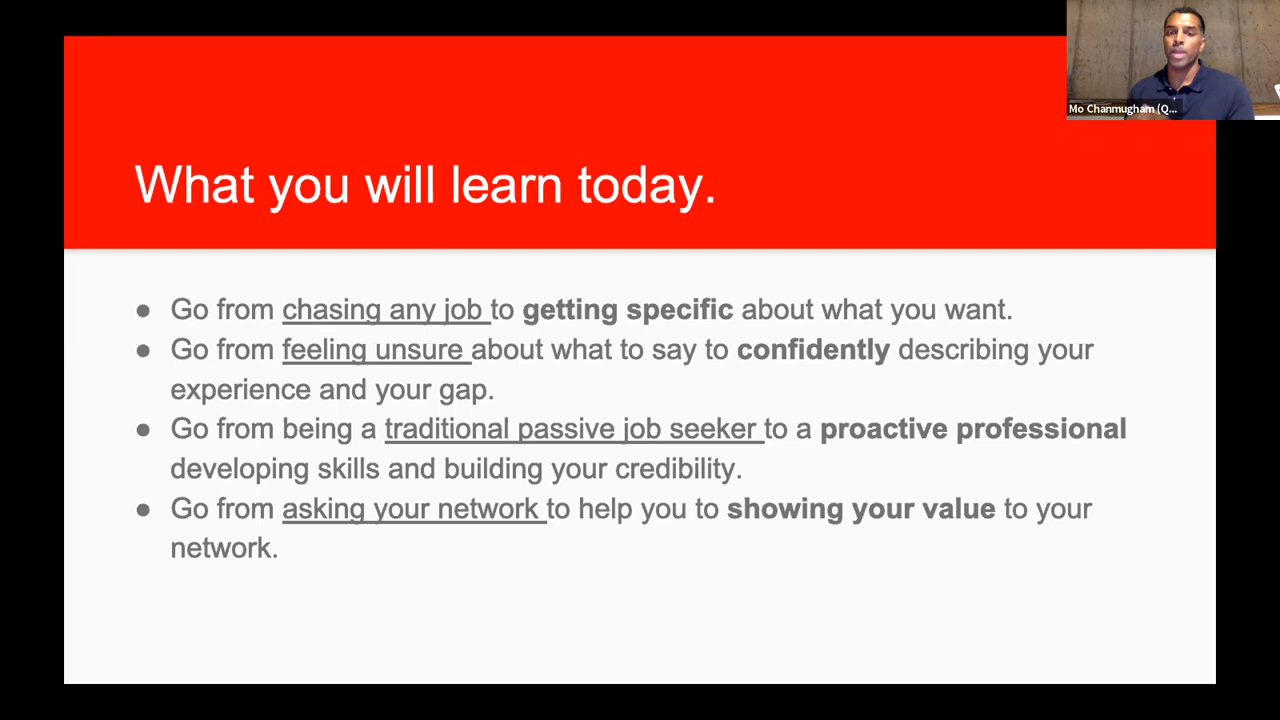 Mo Chanmugham (Q...
What you will learn today.
● Go from chasing any job to getting specific about what you want.
● Go from feeling unsure about what to say to confidently describing your
experience and your gap.
● Go from being a traditional passive job seeker to a proactive professional
developing skills and building your credibility.
● Go from asking your network to help you to showing your value to your
network.